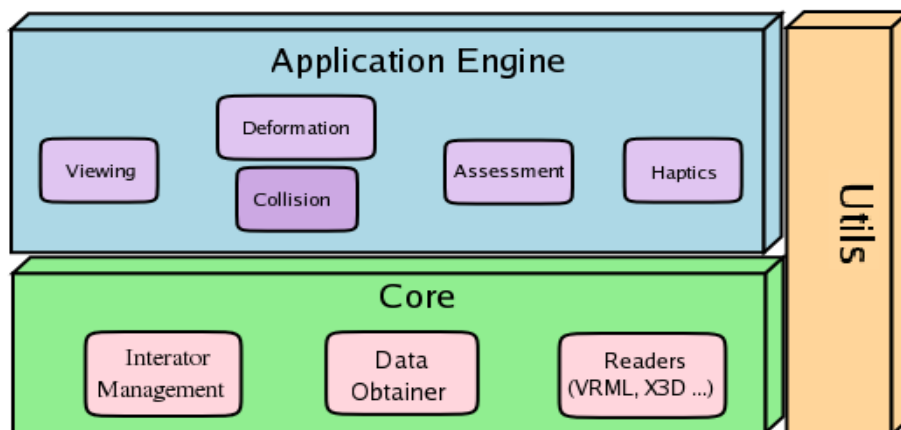 Application Engine
Deformation
Viewing
Collision
Assessment
Haptics
Utils
Core
Interator
Management
Data
Obtainer
Readers
(VRML, X3D ...)